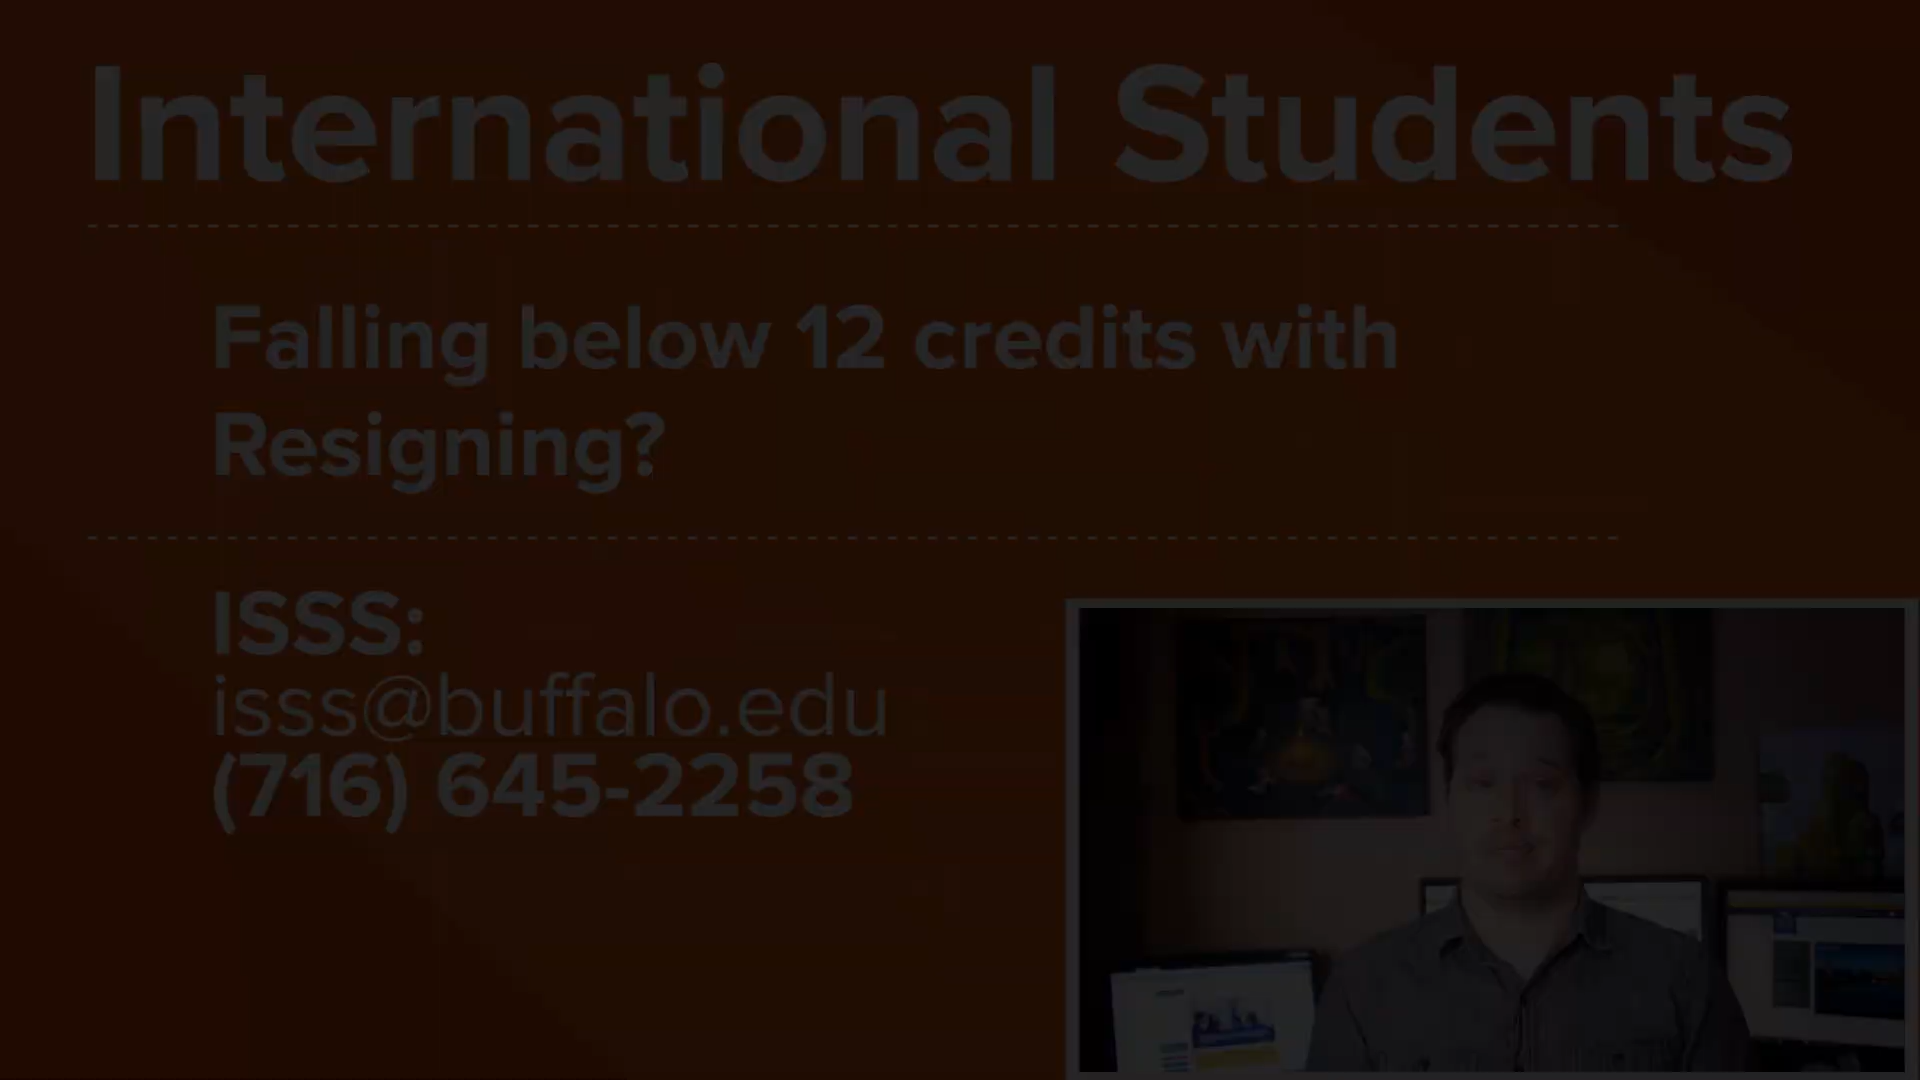 International Students
Falling below 12 credits with
Resigning?
ISSS:
isss@buffalo.edu
(716) 645-2258